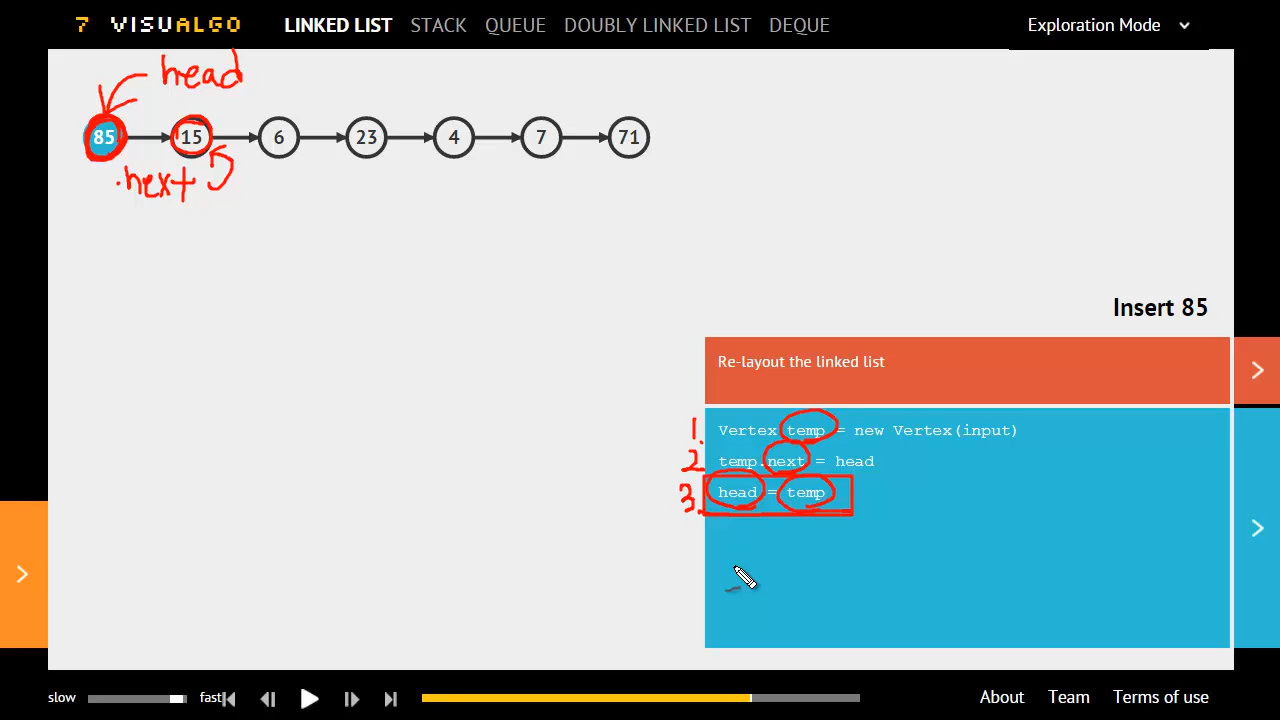 7 VISUALGO LINKED LIST STACK QUEUE DOUBLY LINKED LIST DEQUE Exploration Mode
head
85 15 6 23 4 7 71
.next
Insert 85
Re-layout the linked list
1. Vertex temp = new Vertex(input)
2. temp.next = head
3. head = temp
slow fast About Team Terms of use